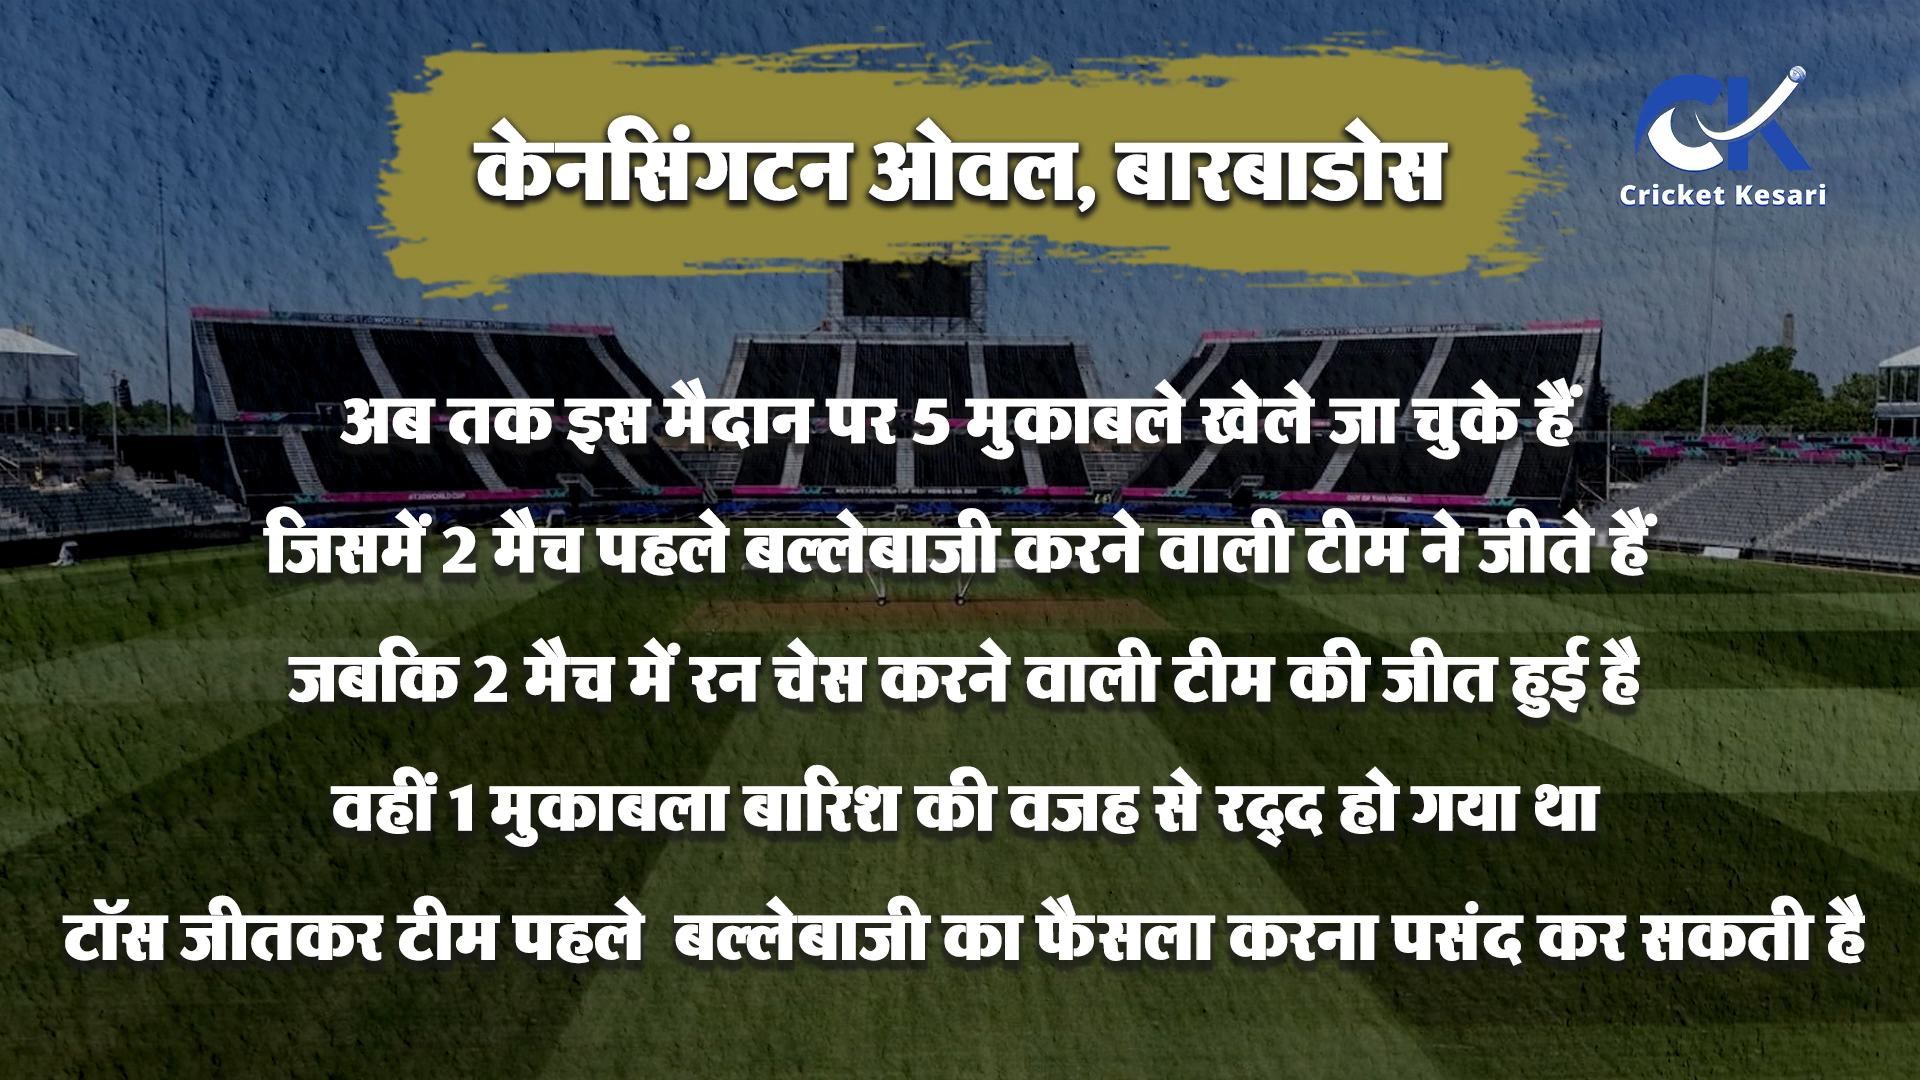 केनसिंगटन ओवल, बारबाडोस
Cricket Kesari
अब तक इस मैदान पर 5 मुकाबले खेले जा चुके हैं
जिसमें 2 मैच पहले बल्लेबाजी करने वाली टीम ने जीते हैं
जबकि 2 मैच में रन चेस करने वाली टीम की जीत हुई है
वहीं 1 मुकाबला बारिश की वजह से रद्द हो गया था
टॉस जीतकर टीम पहले बल्लेबाजी का फैसला करना पसंद कर सकती है